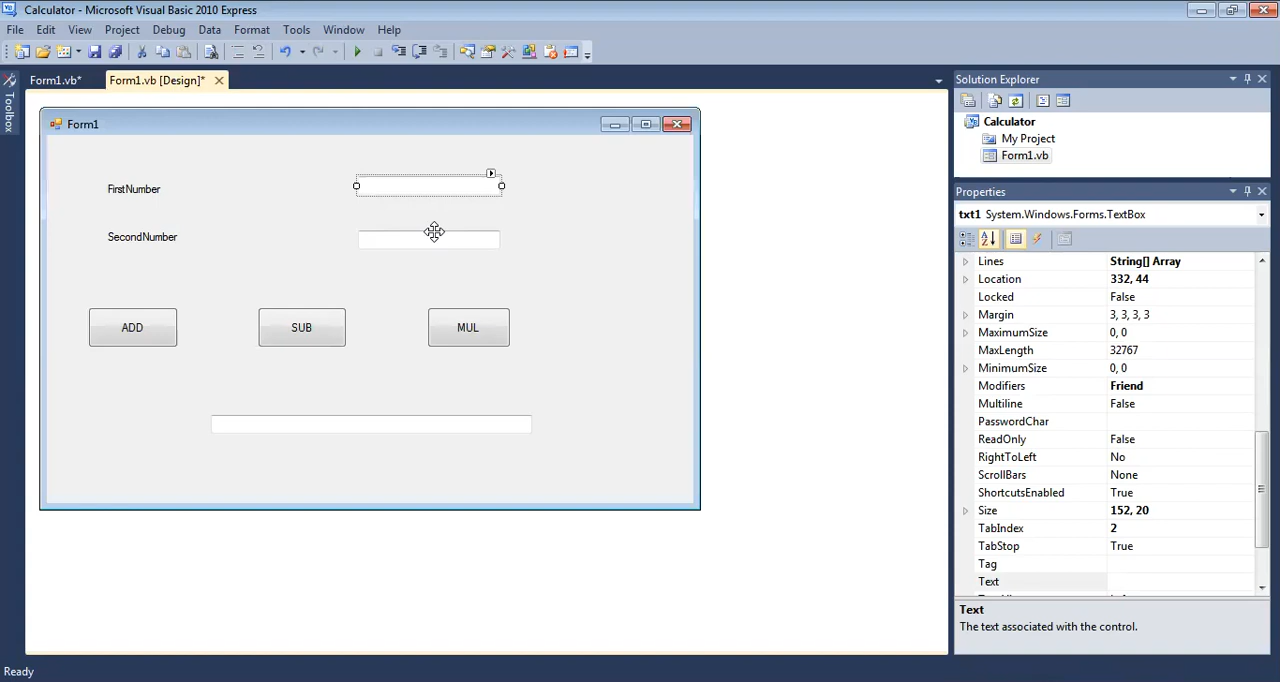 Calculator - Microsoft Visual Basic 2010 Express
File Edit View Project Debug Data Format Tools Window Help
Toolbox
Form1.vb*
Form1.vb [Design]*
Form1
FirstNumber
SecondNumber
ADD
SUB
MUL
Solution Explorer
Calculator
My Project
Form1.vb
Properties
txt1 System.Windows.Forms.TextBox
Lines String[] Array
Location 332, 44
Locked False
Margin 3, 3, 3, 3
MaximumSize 0, 0
MaxLength 32767
MinimumSize 0, 0
Modifiers Friend
Multiline False
PasswordChar
ReadOnly False
RightToLeft No
ScrollBars None
ShortcutsEnabled True
Size 152, 20
TabIndex 2
TabStop True
Tag
Text
Text
The text associated with the control.
Ready